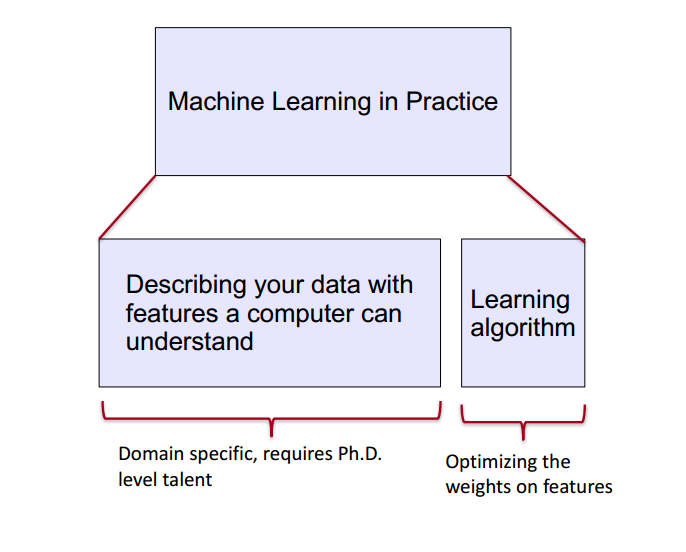 Machine Learning in Practice
Describing your data with
features a computer can
understand
Learning
algorithm
Domain specific, requires Ph.D.
level talent
Optimizing the
weights on features